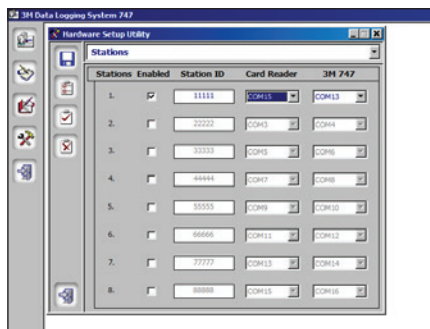 3M Data Logging System 747
Hardware Setup Utility
Stations
Stations Enabled Station ID Card Reader 3M 747
1. 11111 COM15 COM13
2. 22222 COM3 COM4
3. 33333 COM5 COM6
4. 44444 COM7 COM8
5. 55555 COM9 COM10
6. 66666 COM11 COM12
7. 77777 COM13 COM14
8. 88888 COM15 COM16